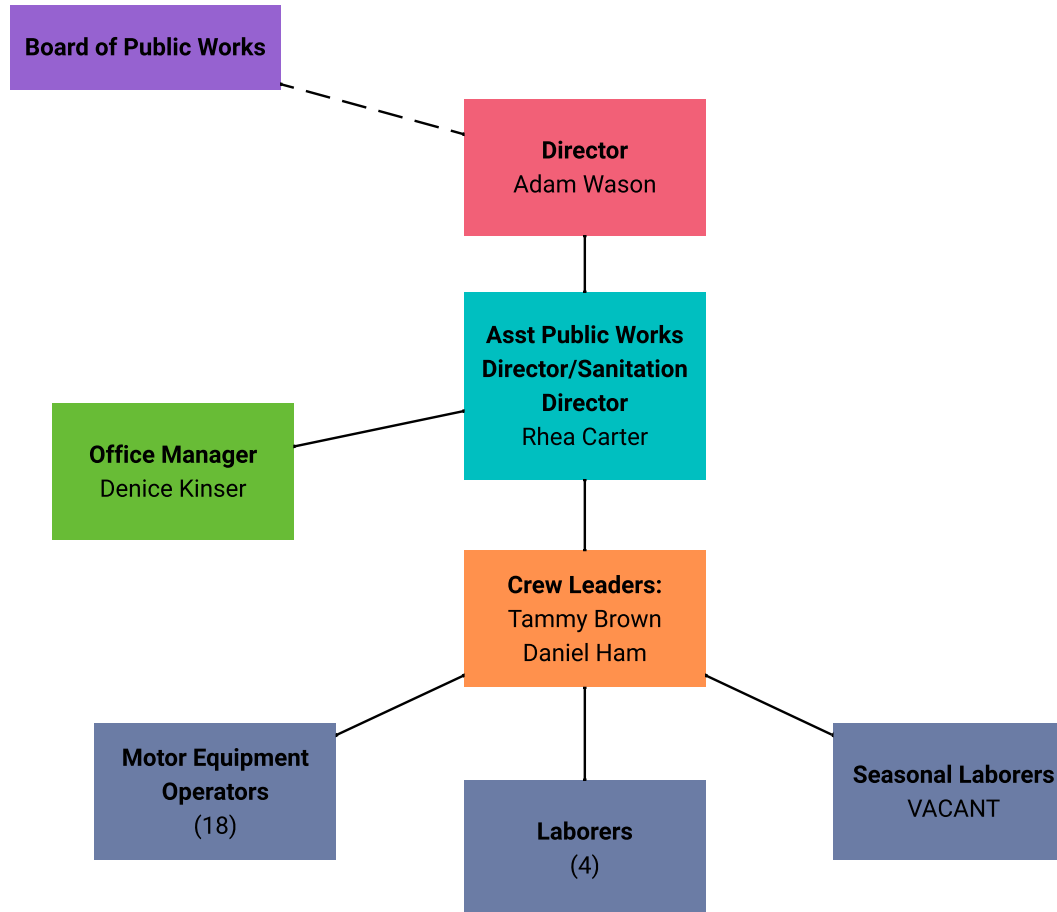 Board of Public Works
Director
Adam Wason
Asst Public Works
Director/Sanitation
Director
Rhea Carter
Office Manager
Denice Kinser
Crew Leaders:
Tammy Brown
Daniel Ham
Motor Equipment
Operators
(18)
Laborers
(4)
Seasonal Laborers
VACANT